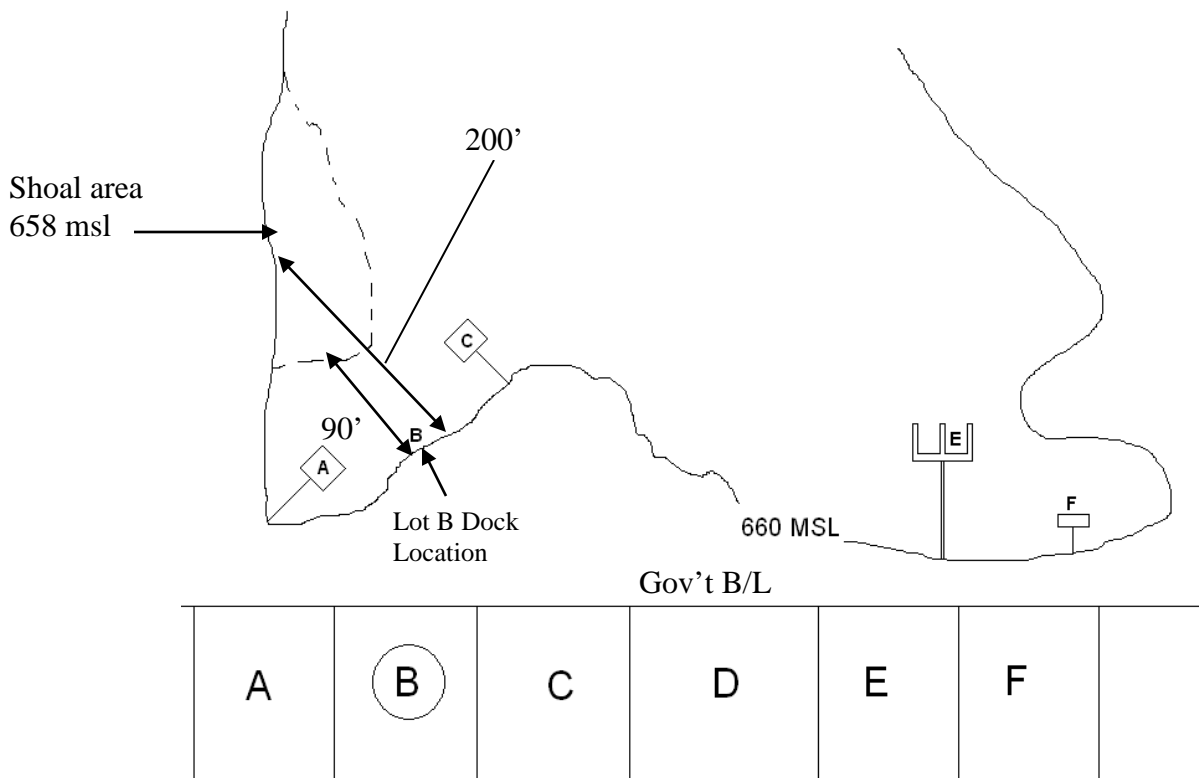 200’
Shoal area
658 msl
C
90’
B
A
E
F
Lot B Dock
Location
660 MSL
Gov’t B/L
A
B
C
D
E
F